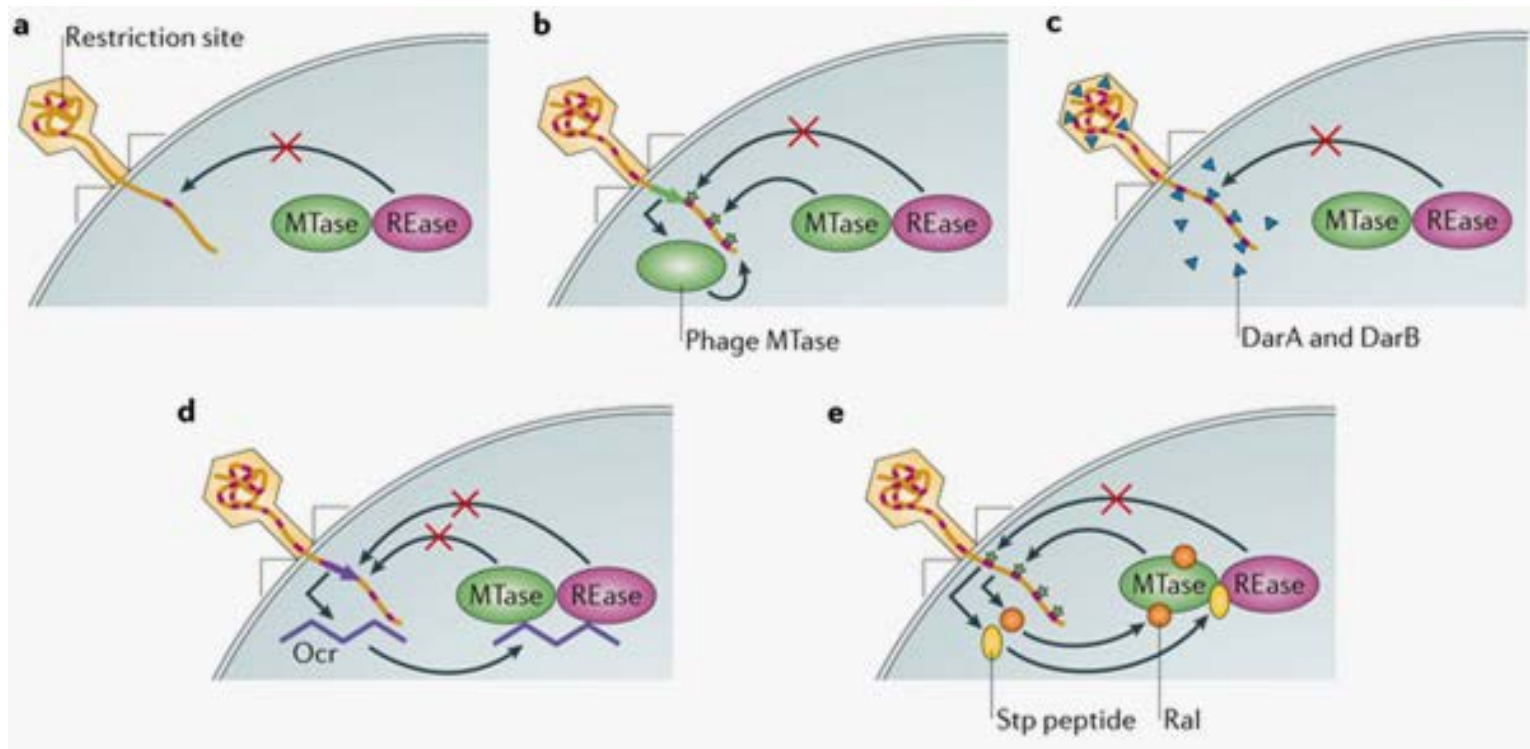 a
Restriction site
MTase
REase
b
MTase
REase
Phage MTase
c
MTase
REase
DarA and DarB
d
MTase
REase
Ocr
e
MTase
REase
Stp peptide
Ral